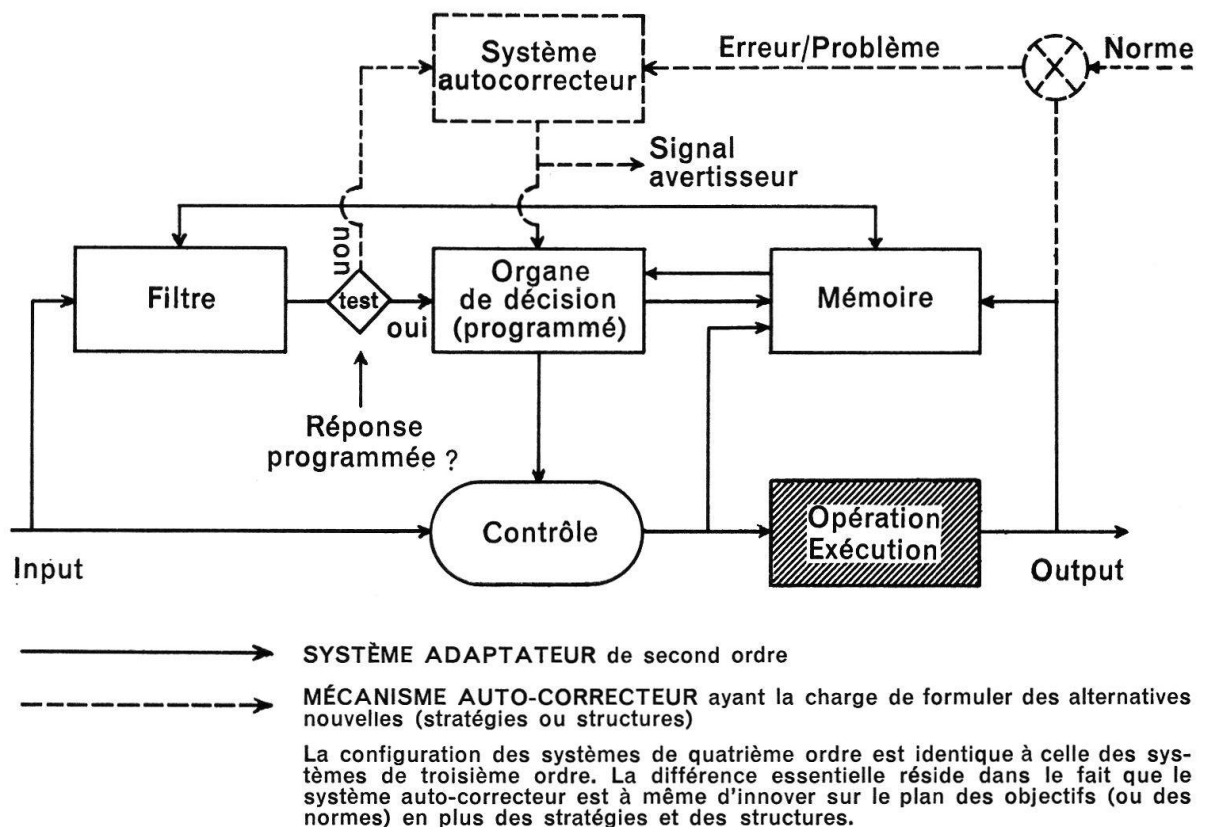 Système
autocorrecteur
Erreur/Problème
Norme
Signal
avertisseur
non
Filtre
test
oui
Organe
de décision
(programmé)
Mémoire
Réponse
programmée ?
Contrôle
Opération
Exécution
Input
Output
SYSTÈME ADAPTATEUR de second ordre
MÉCANISME AUTO-CORRECTEUR ayant la charge de formuler des alternatives
nouvelles (stratégies ou structures)
La configuration des systèmes de quatrième ordre est identique à celle des sys-
tèmes de troisième ordre. La différence essentielle réside dans le fait que le
système auto-correcteur est à même d'innover sur le plan des objectifs (ou des
normes) en plus des stratégies et des structures.